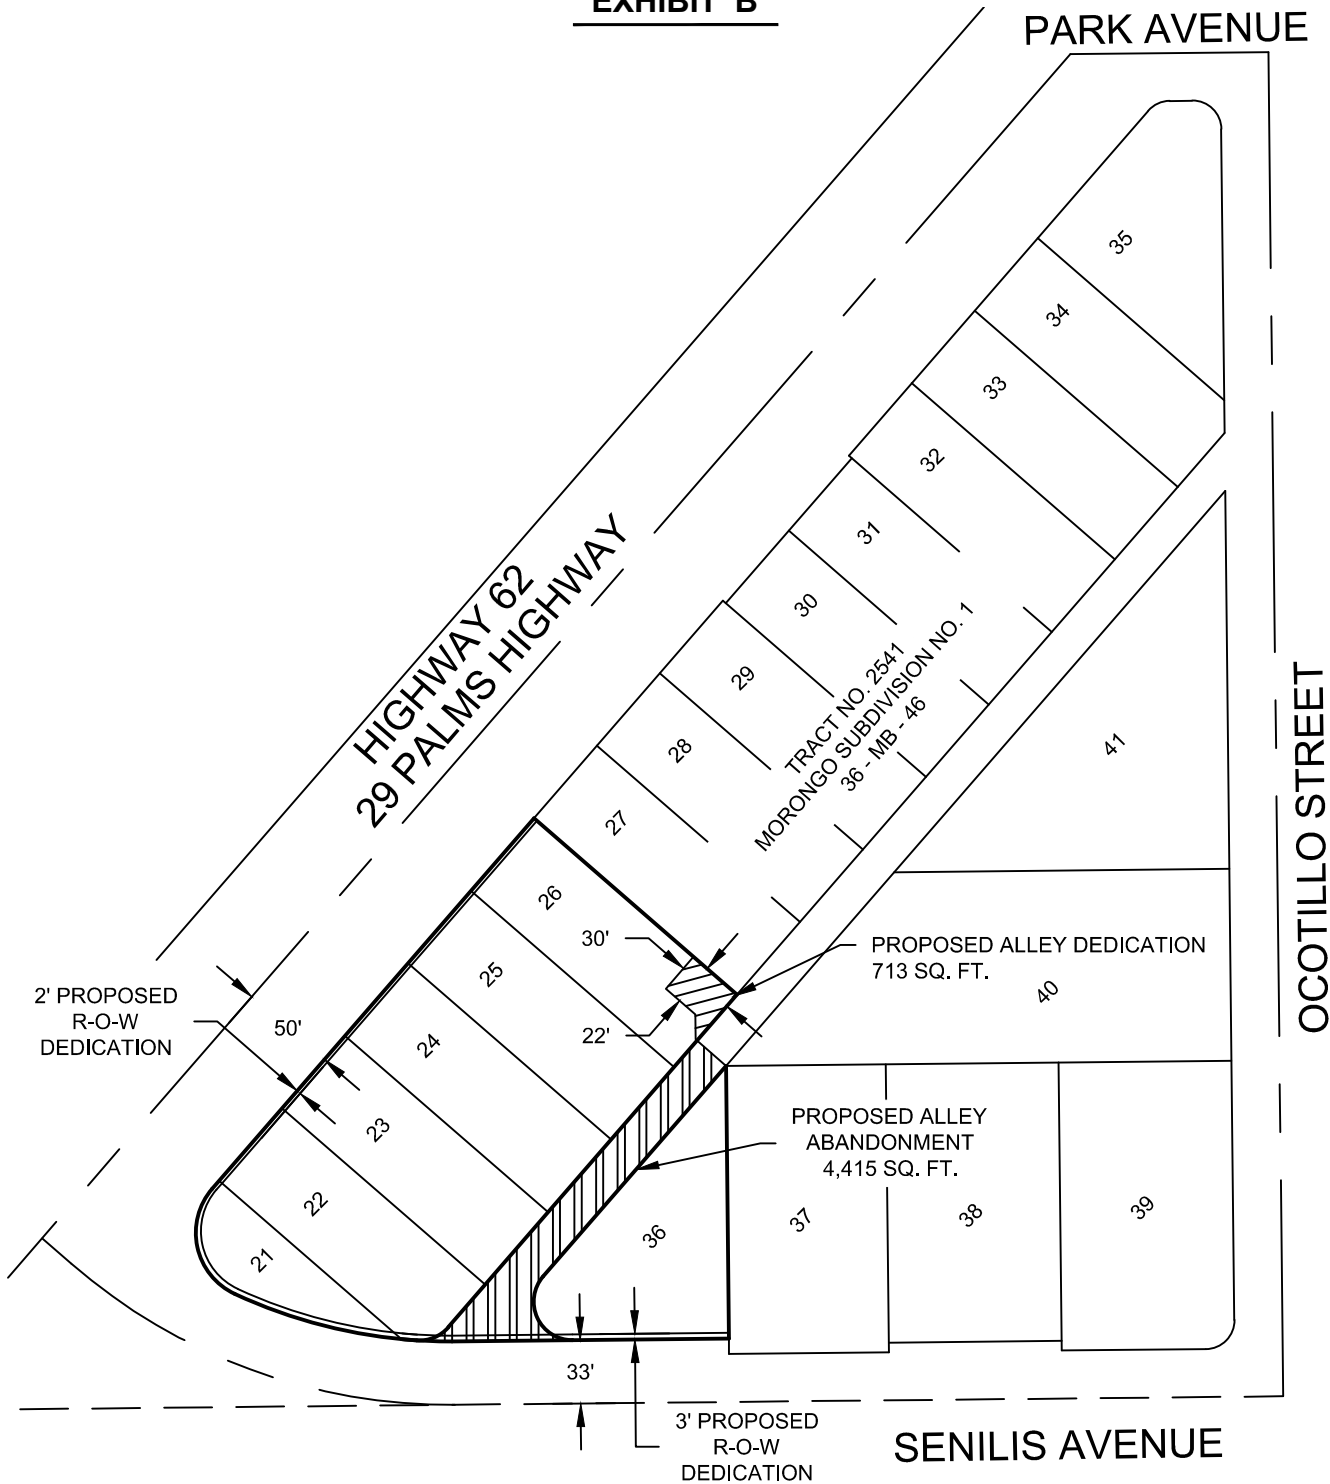 EXHIBIT "B"
PARK AVENUE
35
34
33
32
31
30
29
28
27
HIGHWAY 62
29 PALMS HIGHWAY
TRACT NO. 2541
MORONGO SUBDIVISION NO. 1
36 - MB - 46
41
OCOTILLO STREET
26
30'
PROPOSED ALLEY DEDICATION
713 SQ. FT.
40
25
22'
2' PROPOSED
R-O-W
DEDICATION
50'
24
23
22
21
PROPOSED ALLEY
ABANDONMENT
4,415 SQ. FT.
36
37
38
39
33'
3' PROPOSED
R-O-W
DEDICATION
SENILIS AVENUE